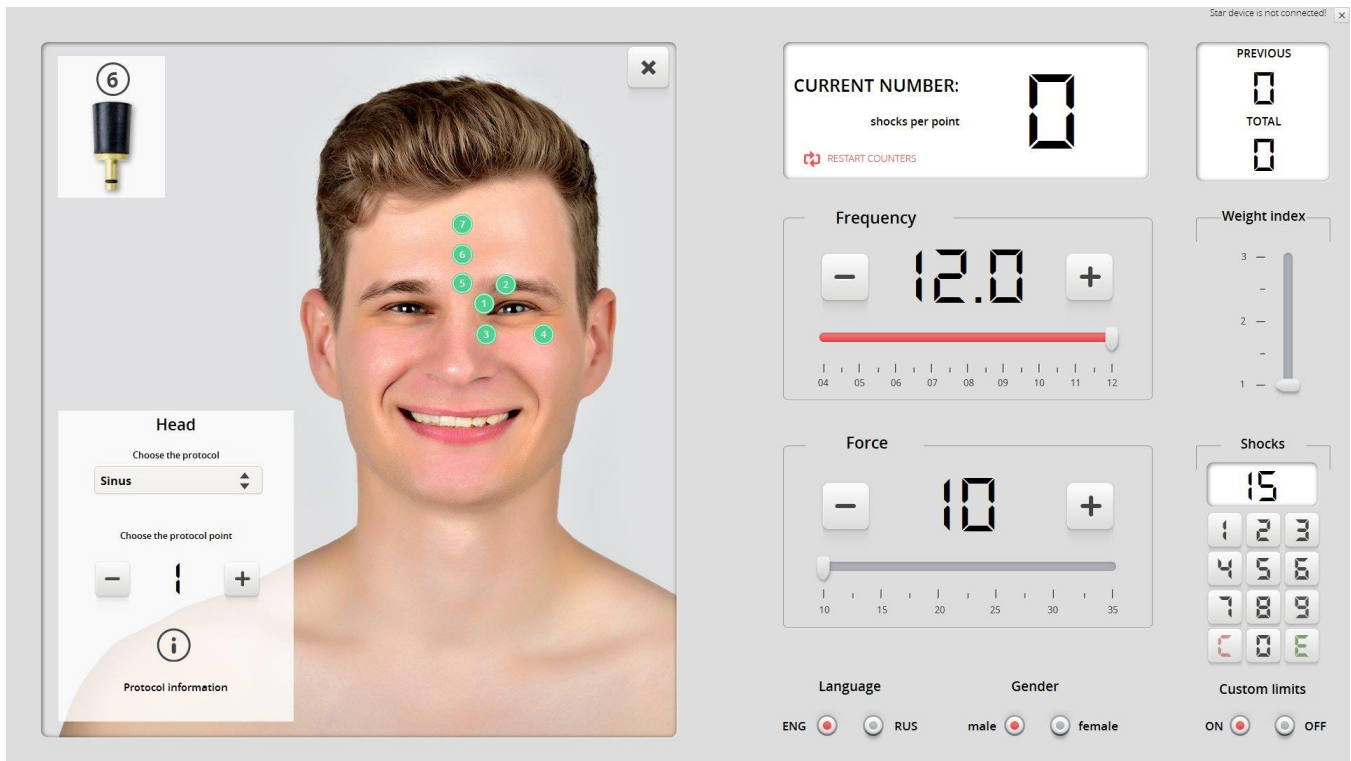 Star device is not connected!
6
7
6
5
2
1
3
4
Head
Choose the protocol
Sinus
Choose the protocol point
1
Protocol information
CURRENT NUMBER:
0
shocks per point
RESTART COUNTERS
PREVIOUS
0
TOTAL
0
Frequency
12.0
04 05 06 07 08 09 10 11 12
Weight index
3
2
1
Force
10
10 15 20 25 30 35
Shocks
15
1 2 3
4 5 6
7 8 9
C 0 E
Language
ENG RUS
Gender
male female
Custom limits
ON OFF